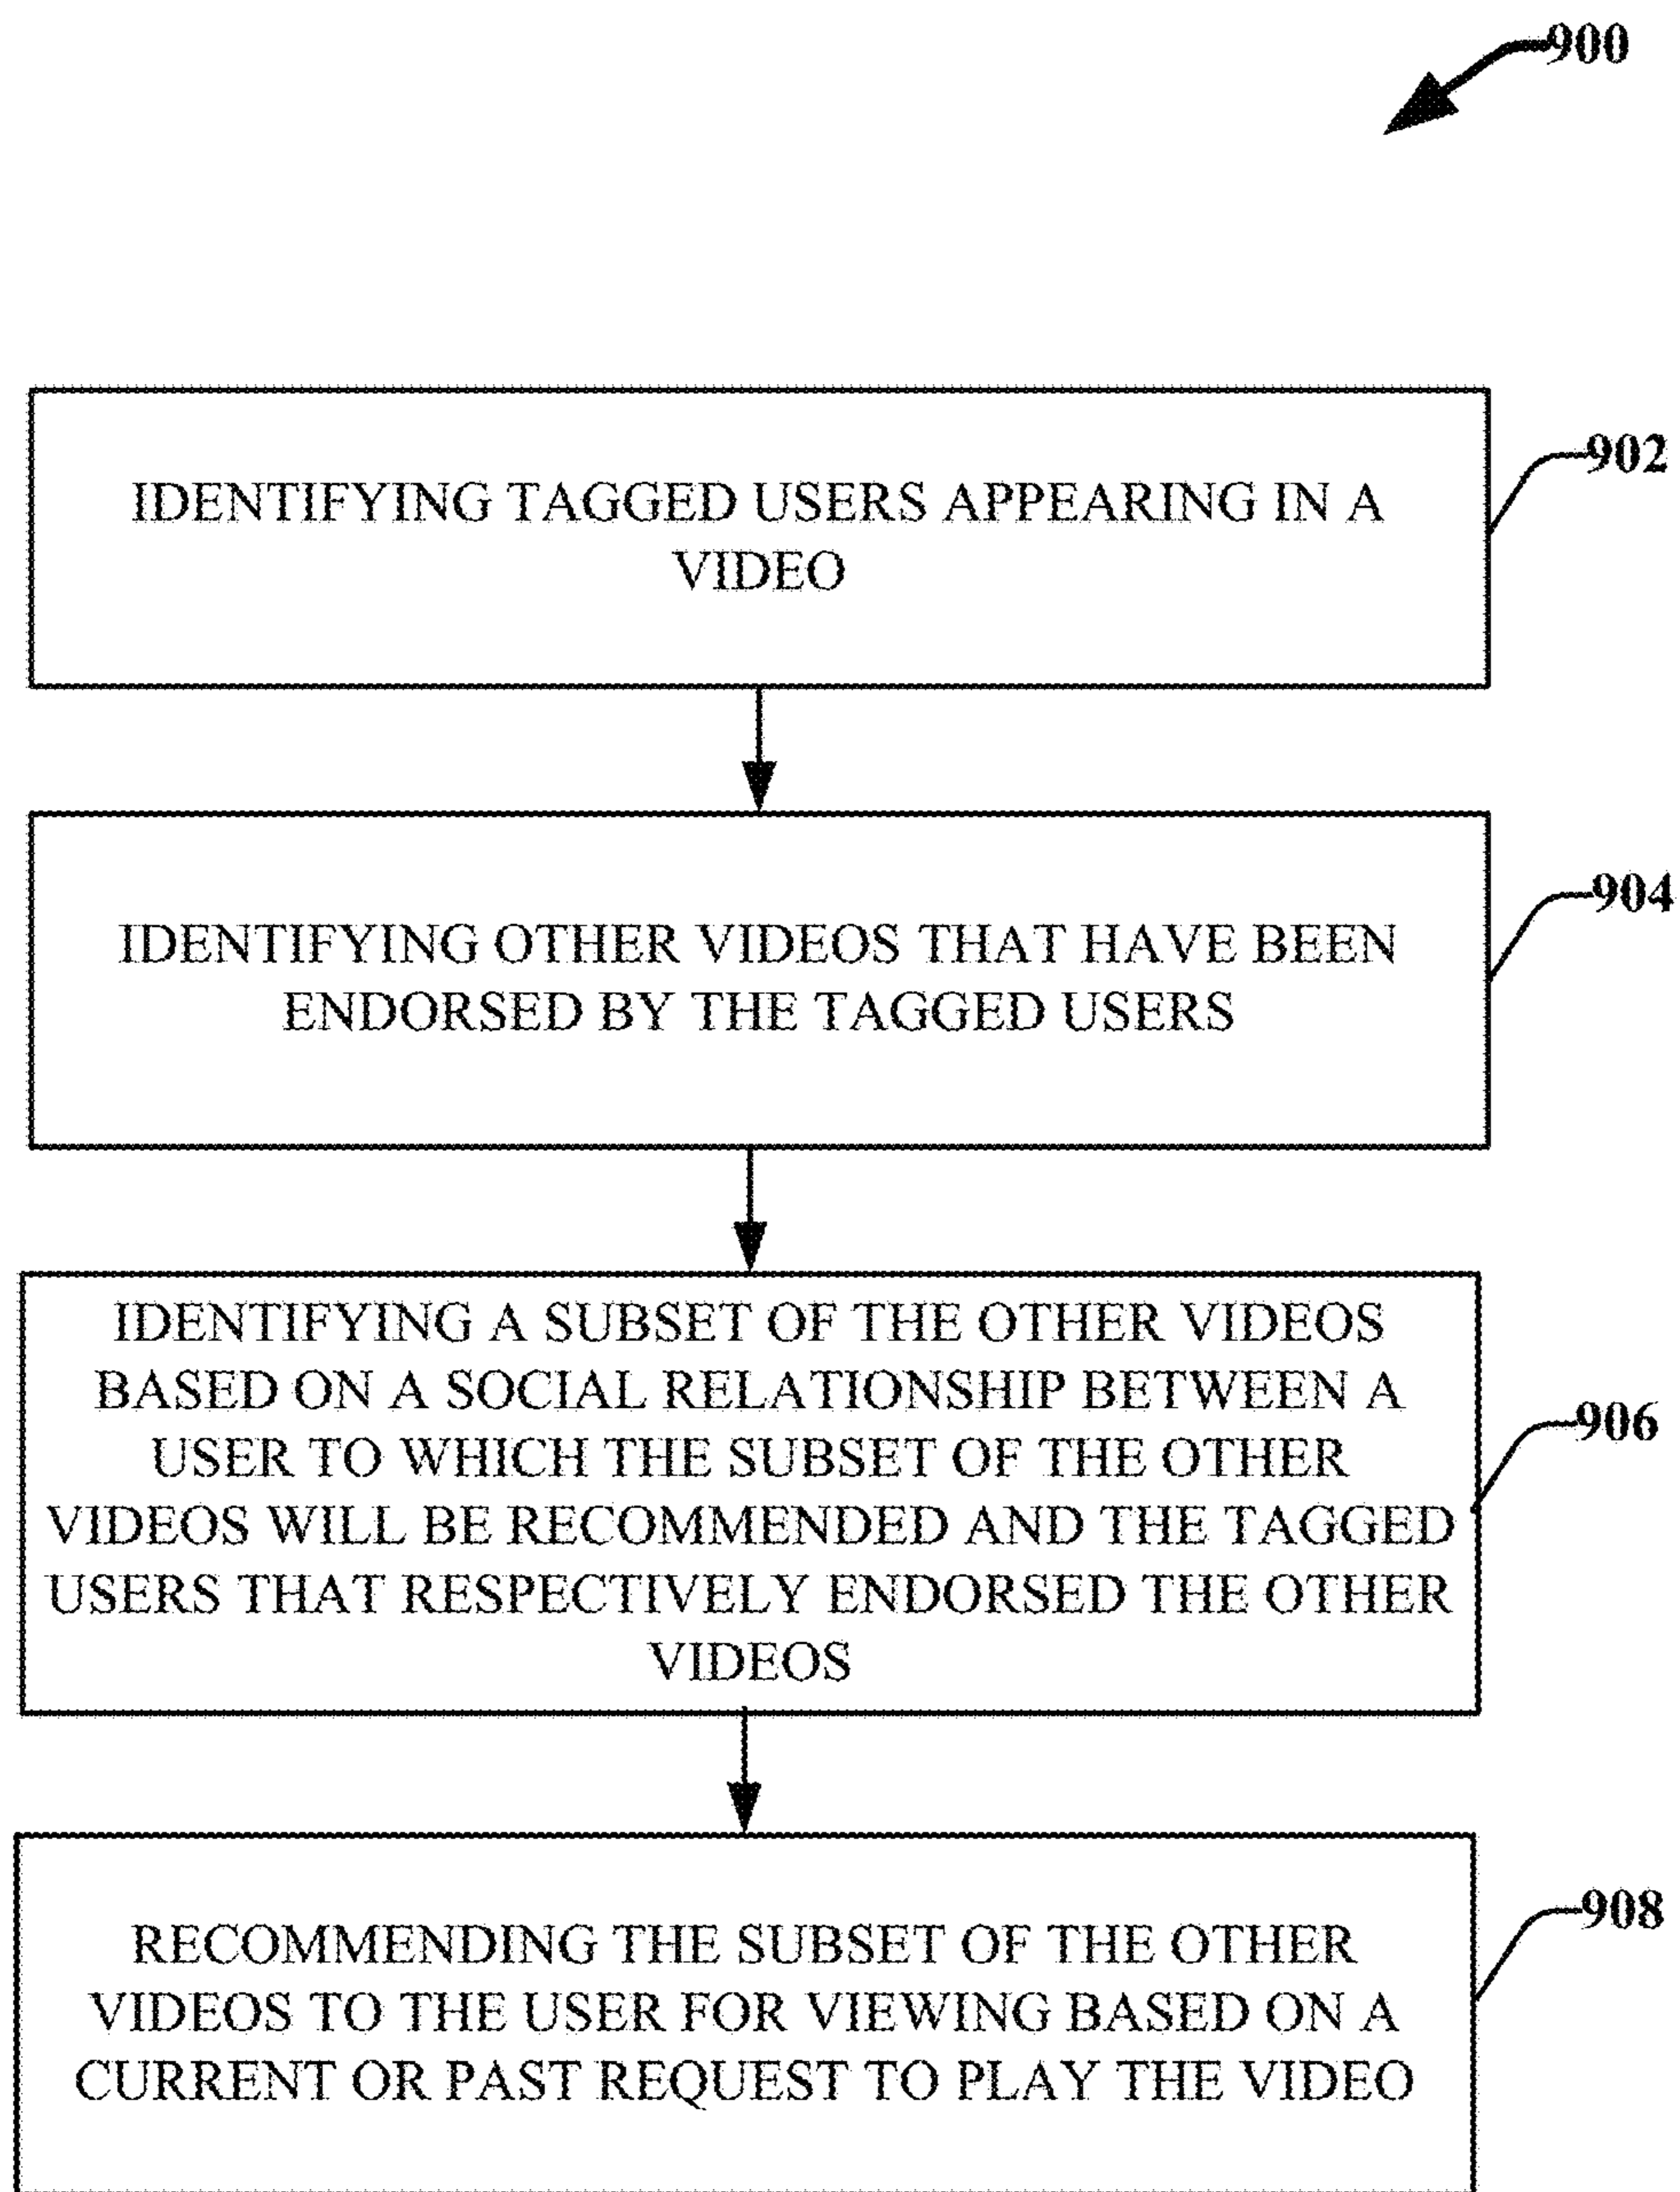 900
IDENTIFYING TAGGED USERS APPEARING IN A
VIDEO
902
IDENTIFYING OTHER VIDEOS THAT HAVE BEEN
ENDORSED BY THE TAGGED USERS
904
IDENTIFYING A SUBSET OF THE OTHER VIDEOS
BASED ON A SOCIAL RELATIONSHIP BETWEEN A
USER TO WHICH THE SUBSET OF THE OTHER
VIDEOS WILL BE RECOMMENDED AND THE TAGGED
USERS THAT RESPECTIVELY ENDORSED THE OTHER
VIDEOS
906
RECOMMENDING THE SUBSET OF THE OTHER
VIDEOS TO THE USER FOR VIEWING BASED ON A
CURRENT OR PAST REQUEST TO PLAY THE VIDEO
908